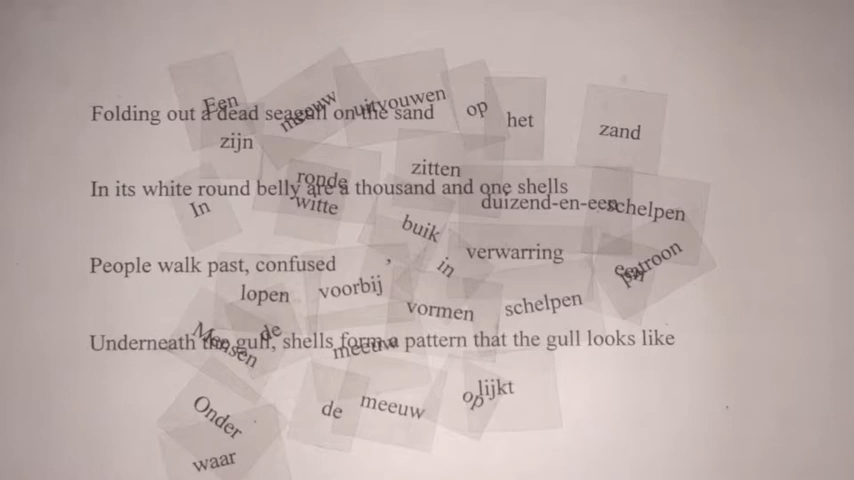 Een meeuw uitvouwen op het zand
Folding out a dead seagull on the sand
zijn zitten
ronde
In its white round belly are a thousand and one shells
In witte duizend-en-een schelpen
buik
, in verwarring een patroon
People walk past, confused
lopen voorbij vormen schelpen
Mensen de meeuw
Underneath the gull, shells form a pattern that the gull looks like
Onder de meeuw op lijkt
waar